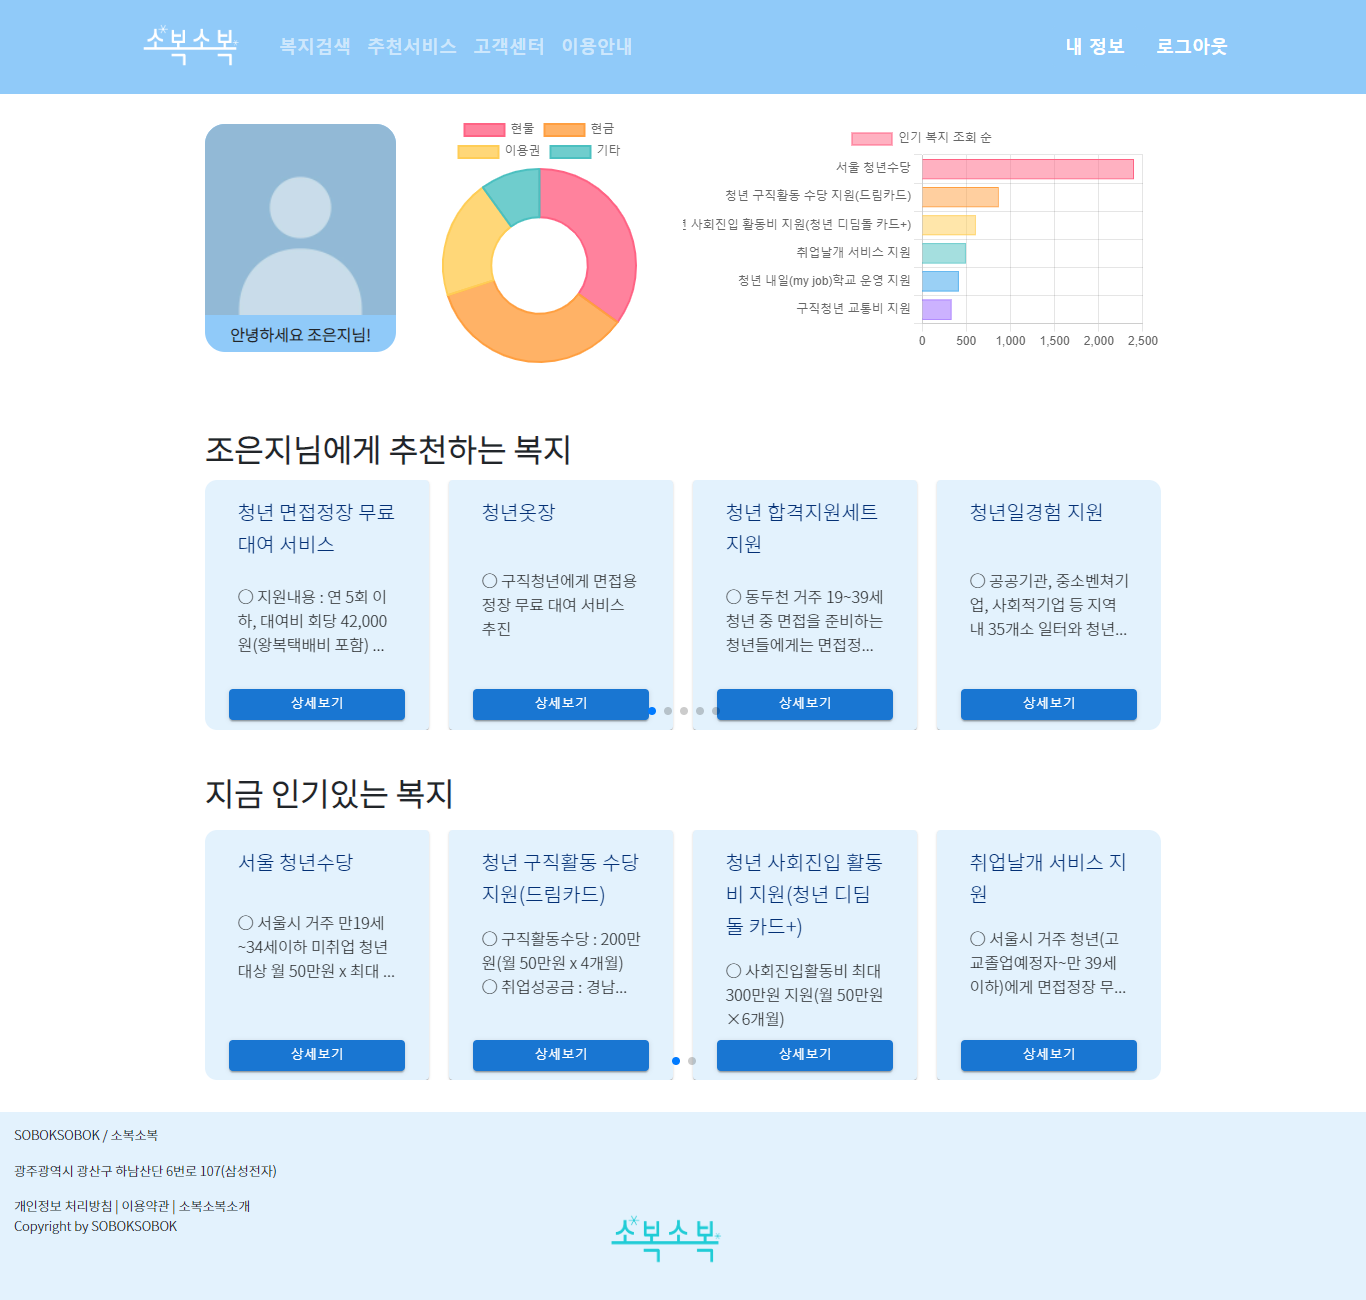 소복소복
복지검색 추천서비스 고객센터 이용안내
내 정보 로그아웃
안녕하세요 조은지님!
현물 현금
이용권 기타
인기 복지 조회 순
서울 청년수당
청년 구직활동 수당 지원(드림카드)
사회진입 활동비 지원(청년 디딤돌 카드+)
취업날개 서비스 지원
청년 내일(my job)학교 운영 지원
구직청년 교통비 지원
0 500 1,000 1,500 2,000 2,500
조은지님에게 추천하는 복지
청년 면접정장 무료
대여 서비스
〇 지원내용 : 연 5회 이
하, 대여비 회당 42,000
원(왕복택배비 포함) ...
상세보기
청년옷장
〇 구직청년에게 면접용
정장 무료 대여 서비스
추진
상세보기
청년 합격지원세트
지원
〇 동두천 거주 19~39세
청년 중 면접을 준비하는
청년들에게는 면접정...
상세보기
청년일경험 지원
〇 공공기관, 중소벤쳐기
업, 사회적기업 등 지역
내 35개소 일터와 청년...
상세보기
지금 인기있는 복지
서울 청년수당
〇 서울시 거주 만19세
~34세이하 미취업 청년
대상 월 50만원 x 최대 ...
상세보기
청년 구직활동 수당
지원(드림카드)
〇 구직활동수당 : 200만
원(월 50만원 x 4개월)
〇 취업성공금 : 경남...
상세보기
청년 사회진입 활동
비 지원(청년 디딤
돌 카드+)
〇 사회진입활동비 최대
300만원 지원(월 50만원
×6개월)
상세보기
취업날개 서비스 지
원
〇 서울시 거주 청년(고
교졸업예정자~만 39세
이하)에게 면접정장 무...
상세보기
SOBOKSOBOK / 소복소복
광주광역시 광산구 하남산단 6번로 107(삼성전자)
개인정보 처리방침 | 이용약관 | 소복소복소개
Copyright by SOBOKSOBOK
소복소복